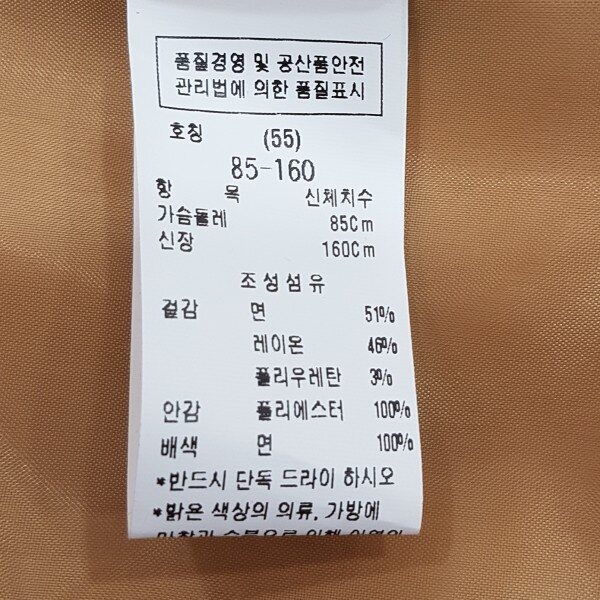 품질경영 및 공산품안전
관리법에 의한 품질표시
호칭 (55)
85-160
항 목 신체치수
가슴둘레 85Cm
신장 160Cm
조성섬유
겉감 면 51%
레이온 46%
폴리우레탄 3%
안감 폴리에스터 100%
배색 면 100%
*반드시 단독 드라이 하시오
*밝은 색상의 의류, 가방에